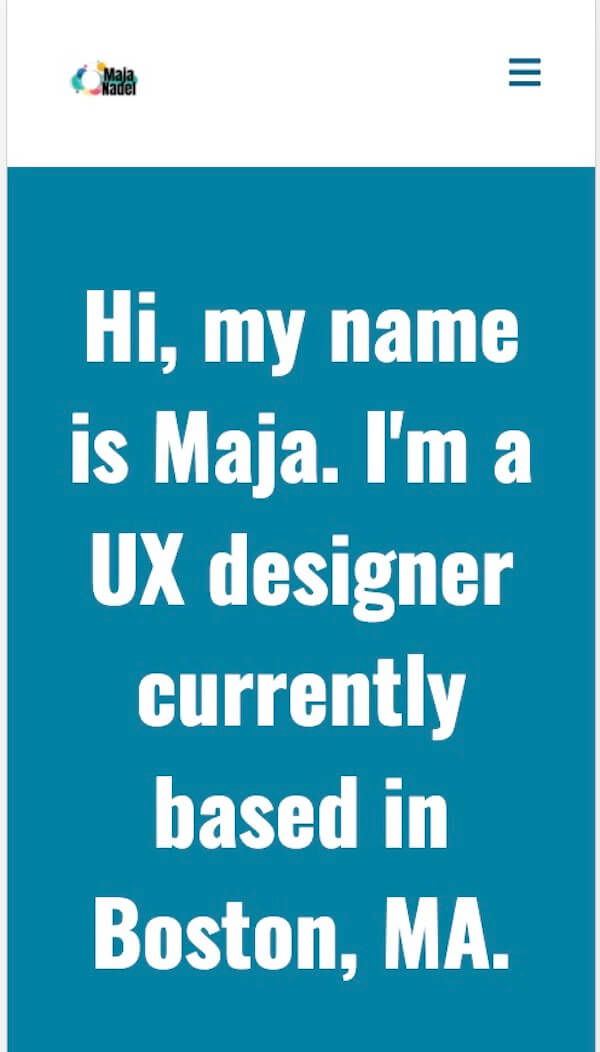 Maja
Nadel
Hi, my name
is Maja. I'm a
UX designer
currently
based in
Boston, MA.